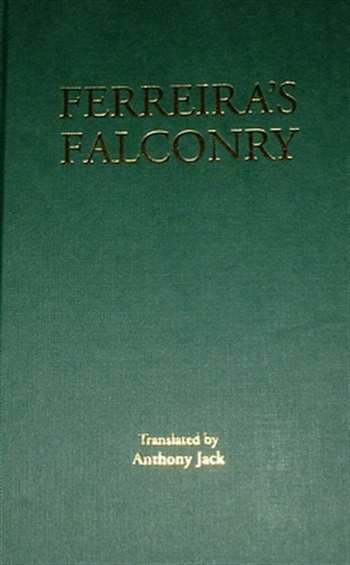 FERREIRA'S
FALCONRY
Translated by
Anthony Jack